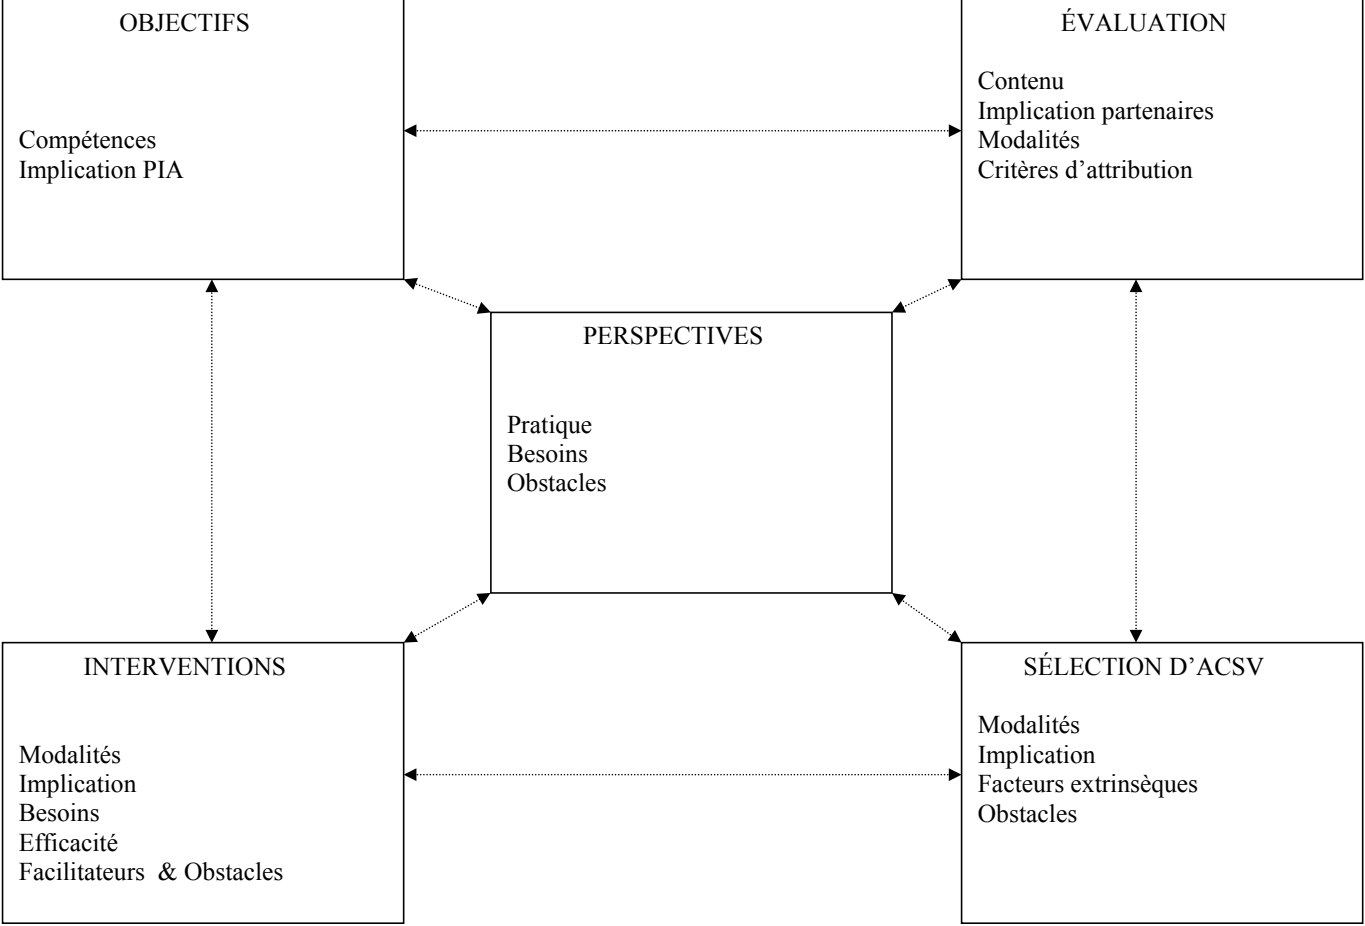 OBJECTIFS
Compétences
Implication PIA
ÉVALUATION
Contenu
Implication partenaires
Modalités
Critères d’attribution
PERSPECTIVES
Pratique
Besoins
Obstacles
INTERVENTIONS
Modalités
Implication
Besoins
Efficacité
Facilitateurs  & Obstacles
SÉLECTION D’ACSV
Modalités
Implication
Facteurs extrinsèques
Obstacles